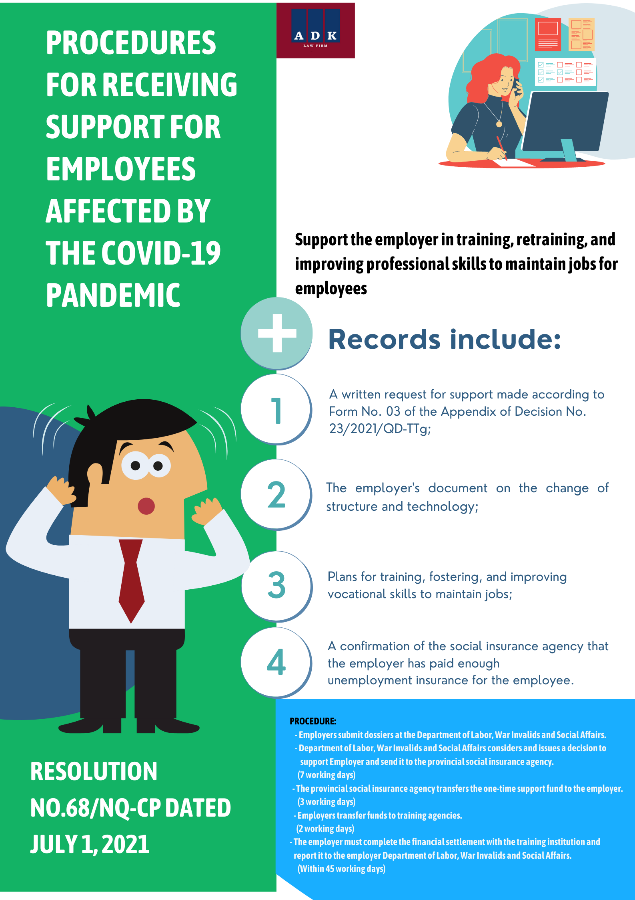 PROCEDURES
FOR RECEIVING
SUPPORT FOR
EMPLOYEES
AFFECTED BY
THE COVID-19
PANDEMIC
ADK
LAW FIRM
Support the employer in training, retraining, and
improving professional skills to maintain jobs for
employees
Records include:
1
A written request for support made according to
Form No. 03 of the Appendix of Decision No.
23/2021/QD-TTg;
2
The employer's document on the change of
structure and technology;
3
Plans for training, fostering, and improving
vocational skills to maintain jobs;
4
A confirmation of the social insurance agency that
the employer has paid enough
unemployment insurance for the employee.
RESOLUTION
NO.68/NQ-CP DATED
JULY 1, 2021
PROCEDURE:
- Employers submit dossiers at the Department of Labor, War Invalids and Social Affairs.
- Department of Labor, War Invalids and Social Affairs considers and issues a decision to
support Employer and send it to the provincial social insurance agency.
(7 working days)
- The provincial social insurance agency transfers the one-time support fund to the employer.
(3 working days)
- Employers transfer funds to training agencies.
(2 working days)
- The employer must complete the financial settlement with the training institution and
report it to the employer Department of Labor, War Invalids and Social Affairs.
(Within 45 working days)